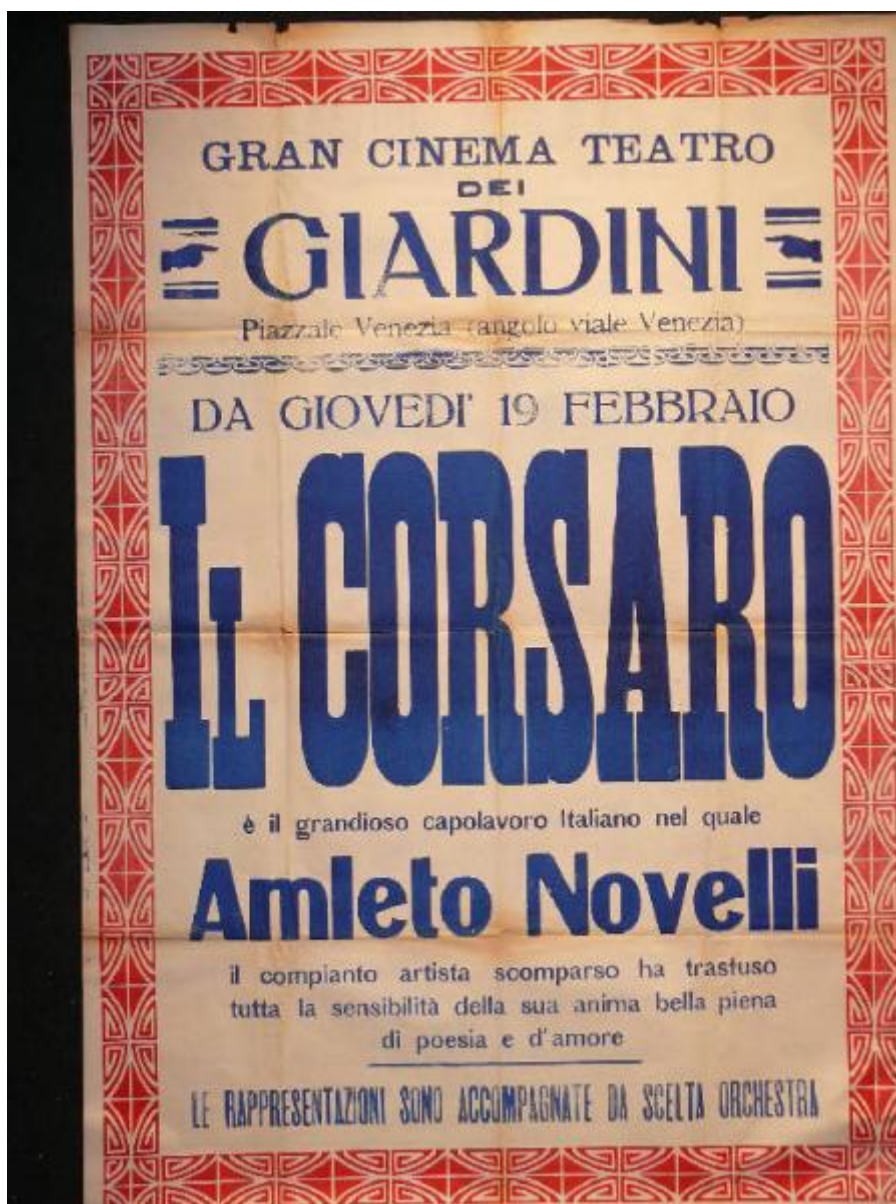 GRAN CINEMA TEATRO
DEI
GIARDINI
Piazzale Venezia (angolo viale Venezia)
DA GIOVEDI' 19 FEBBRAIO
IL CORSARO
è il grandioso capolavoro Italiano nel quale
Amleto Novelli
il compianto artista scomparso ha trasfuso
tutta la sensibilità della sua anima bella piena
di poesia e d'amore
LE RAPPRESENTAZIONI SONO ACCOMPAGNATE DA SCELTA ORCHESTRA